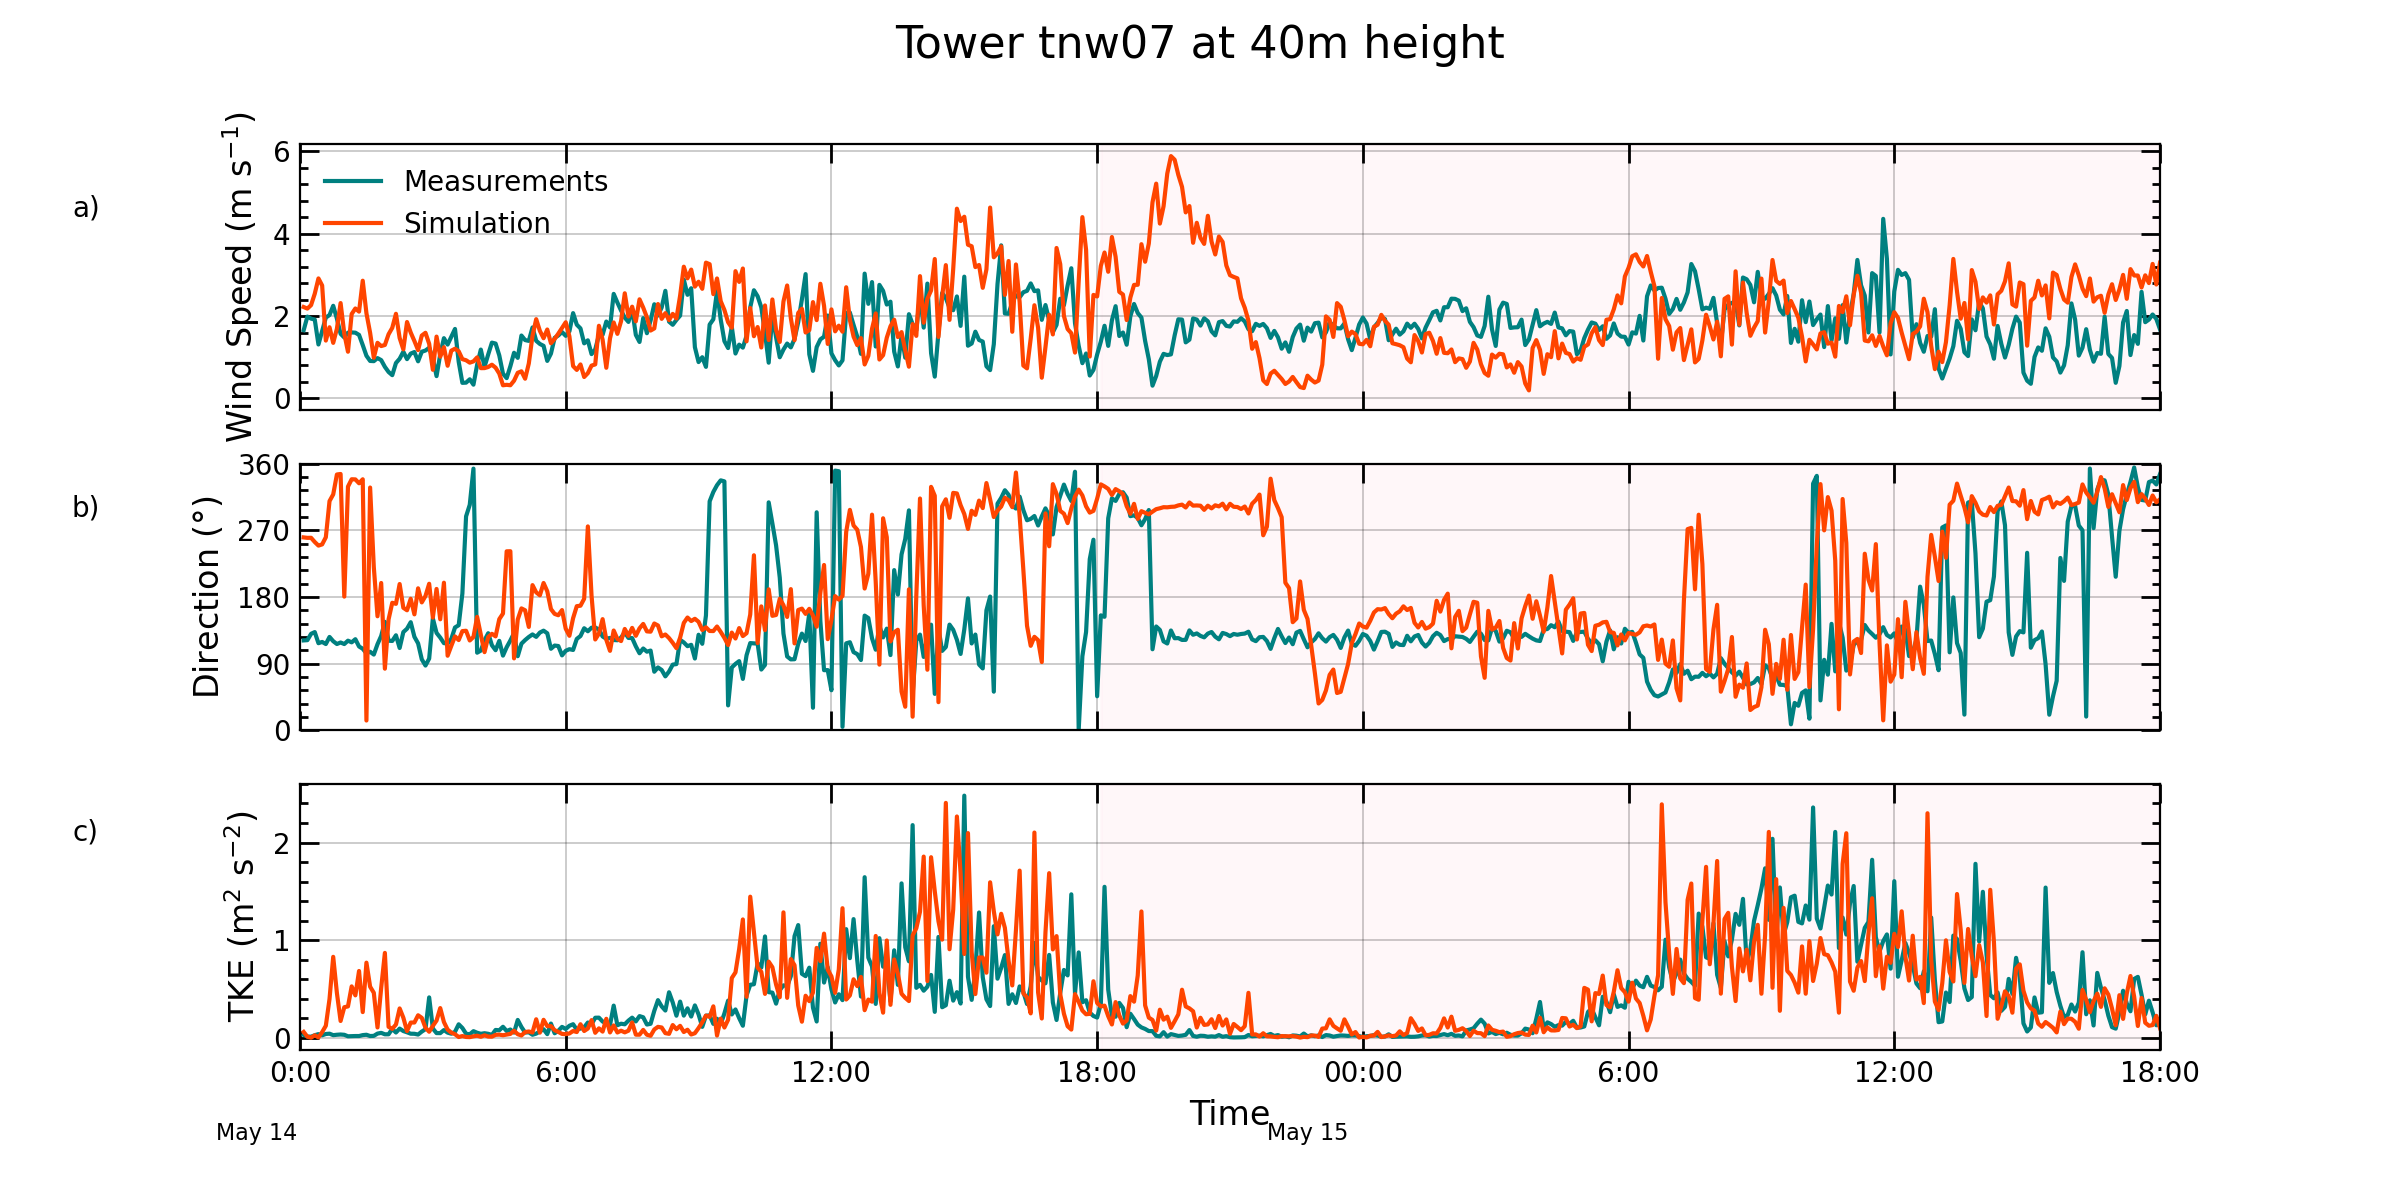 Tower tnw07 at 40m height
a)
Wind Speed (m s⁻¹)
6
4
2
0
Measurements
Simulation
b)
Direction (°)
360
270
180
90
0
c)
TKE (m² s⁻²)
2
1
0
0:00 6:00 12:00 18:00 00:00 6:00 12:00 18:00
Time
May 14 May 15